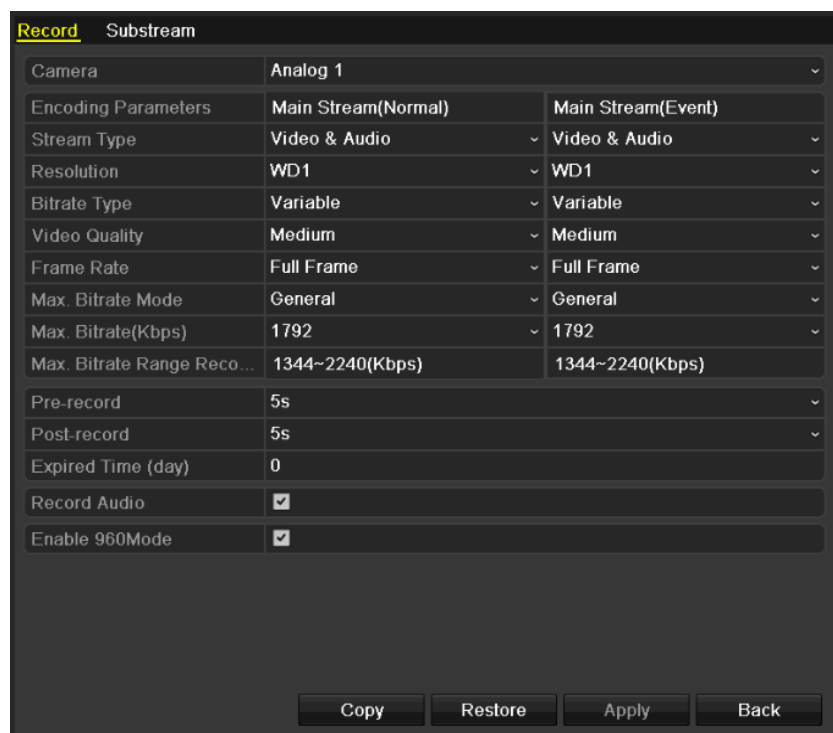 Record Substream
Camera Analog 1
Encoding Parameters Main Stream(Normal) Main Stream(Event)
Stream Type Video & Audio Video & Audio
Resolution WD1 WD1
Bitrate Type Variable Variable
Video Quality Medium Medium
Frame Rate Full Frame Full Frame
Max. Bitrate Mode General General
Max. Bitrate(Kbps) 1792 1792
Max. Bitrate Range Reco... 1344~2240(Kbps) 1344~2240(Kbps)
Pre-record 5s
Post-record 5s
Expired Time (day) 0
Record Audio
Enable 960Mode
Copy Restore Apply Back